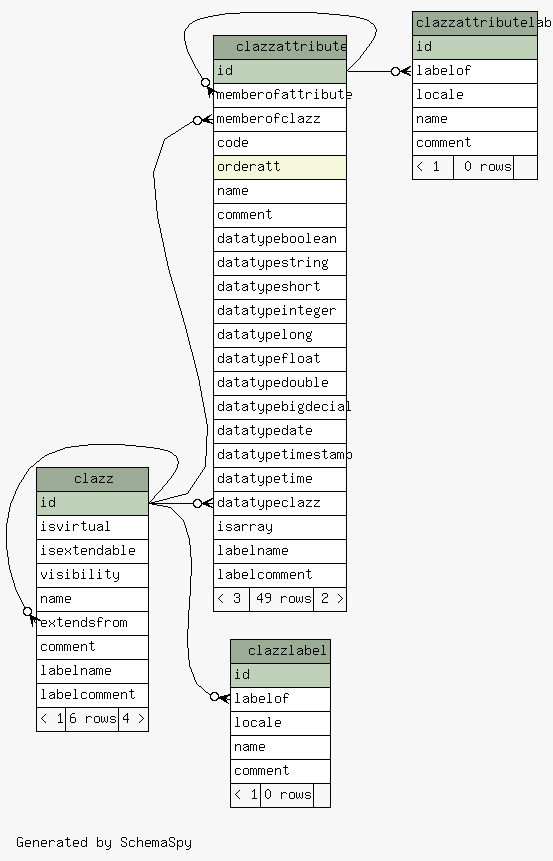 clazzattribute
id
memberofattribute
memberofclazz
code
orderatt
name
comment
datatypeboolean
datatypestring
datatypeshort
datatypeinteger
datatypelong
datatypefloat
datatypedouble
datatypebigdecial
datatypedate
datatypetimestamp
datatypetime
datatypeclazz
isarray
labelname
labelcomment
< 3 49 rows 2 >
clazzattributelab
id
labelof
locale
name
comment
< 1 0 rows
clazz
id
isvirtual
isextendable
visibility
name
extendsfrom
comment
labelname
labelcomment
< 1 6 rows 4 >
clazzlabel
id
labelof
locale
name
comment
< 1 0 rows
Generated by SchemaSpy